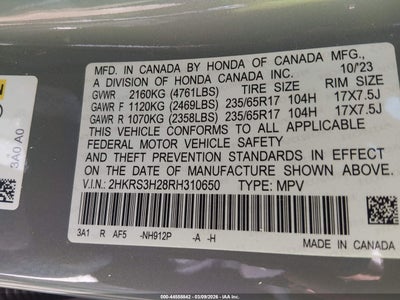 MFD. IN CANADA BY HONDA OF CANADA MFG.,
A DIVISION OF HONDA CANADA INC. 10/'23
GVWR 2160KG (4761LBS) TIRE SIZE RIM SIZE
GAWR F 1120KG (2469LBS) 235/65R17 104H 17X7.5J
GAWR R 1070KG (2358LBS) 235/65R17 104H 17X7.5J
THIS VEHICLE CONFORMS TO ALL APPLICABLE
FEDERAL MOTOR VEHICLE SAFETY
AND THEFT PREVENTION STANDARDS IN EFFECT
ON THE DATE OF MANUFACTURE SHOWN ABOVE.
V.I.N.: 2HKRS3H28RH310650 TYPE: MPV
3A1 R AF5 -NH912P -A -H
MADE IN CANADA
3A0 A0
000-44558842 - 03/09/2026 - IAA Inc.